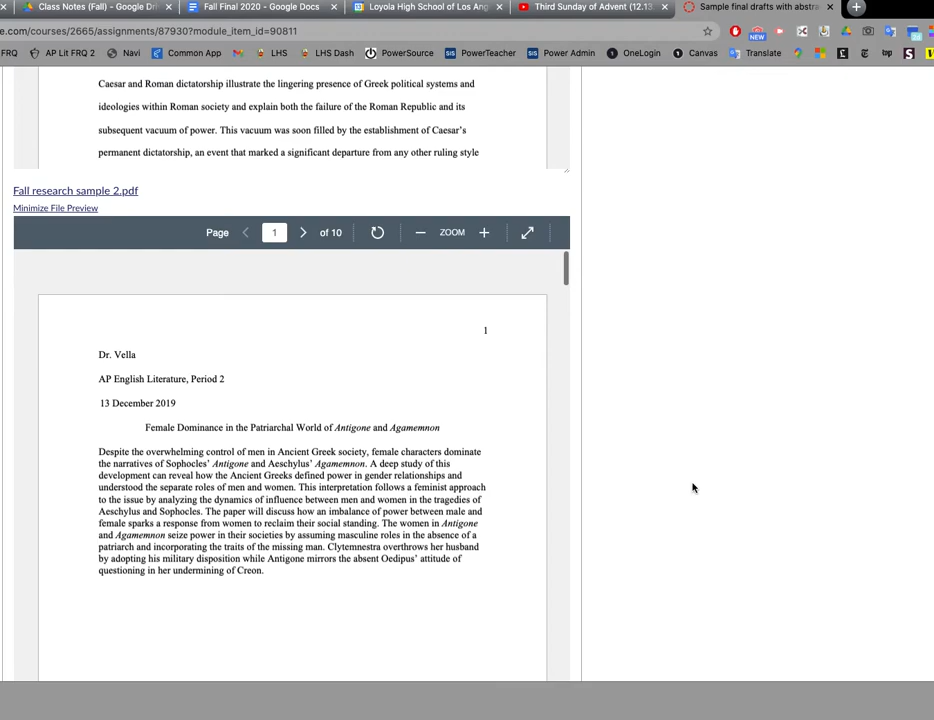 Class Notes (Fall) - Google Dri
Fall Final 2020 - Google Docs
Loyola High School of Los Ang
Third Sunday of Advent (12.13
Sample final drafts with abstra
e.com/courses/2665/assignments/87930?module_item_id=90811
NEW
FRQ
AP Lit FRQ 2
Navi
Common App
LHS
LHS Dash
PowerSource
SIS
PowerTeacher
SIS
Power Admin
OneLogin
Canvas
Translate
Caesar and Roman dictatorship illustrate the lingering presence of Greek political systems and
ideologies within Roman society and explain both the failure of the Roman Republic and its
subsequent vacuum of power. This vacuum was soon filled by the establishment of Caesar's
permanent dictatorship, an event that marked a significant departure from any other ruling style
Fall research sample 2.pdf
Minimize File Preview
Page 1 of 10 ZOOM
1
Dr. Vella
AP English Literature, Period 2
13 December 2019
Female Dominance in the Patriarchal World of Antigone and Agamemnon
Despite the overwhelming control of men in Ancient Greek society, female characters dominate
the narratives of Sophocles' Antigone and Aeschylus' Agamemnon. A deep study of this
development can reveal how the Ancient Greeks defined power in gender relationships and
understood the separate roles of men and women. This interpretation follows a feminist approach
to the issue by analyzing the dynamics of influence between men and women in the tragedies of
Aeschylus and Sophocles. The paper will discuss how an imbalance of power between male and
female sparks a response from women to reclaim their social standing. The women in Antigone
and Agamemnon seize power in their societies by assuming masculine roles in the absence of a
patriarch and incorporating the traits of the missing man. Clytemnestra overthrows her husband
by adopting his military disposition while Antigone mirrors the absent Oedipus' attitude of
questioning in her undermining of Creon.